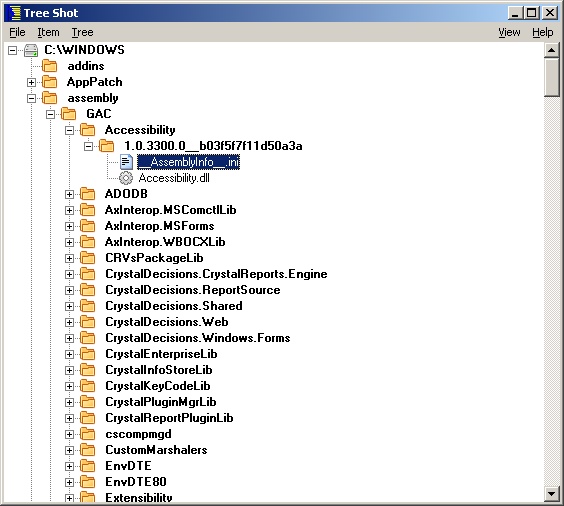 Tree Shot
File Item Tree View Help
C:\WINDOWS
addins
AppPatch
assembly
GAC
Accessibility
1.0.3300.0__b03f5f7f11d50a3a
__AssemblyInfo__.ini
Accessibility.dll
ADODB
AxInterop.MSComctlLib
AxInterop.MSForms
AxInterop.WBOCXLib
CRVsPackageLib
CrystalDecisions.CrystalReports.Engine
CrystalDecisions.ReportSource
CrystalDecisions.Shared
CrystalDecisions.Web
CrystalDecisions.Windows.Forms
CrystalEnterpriseLib
CrystalInfoStoreLib
CrystalKeyCodeLib
CrystalPluginMgrLib
CrystalReportPluginLib
cscompmgd
CustomMarshalers
EnvDTE
EnvDTE80
Extensibility